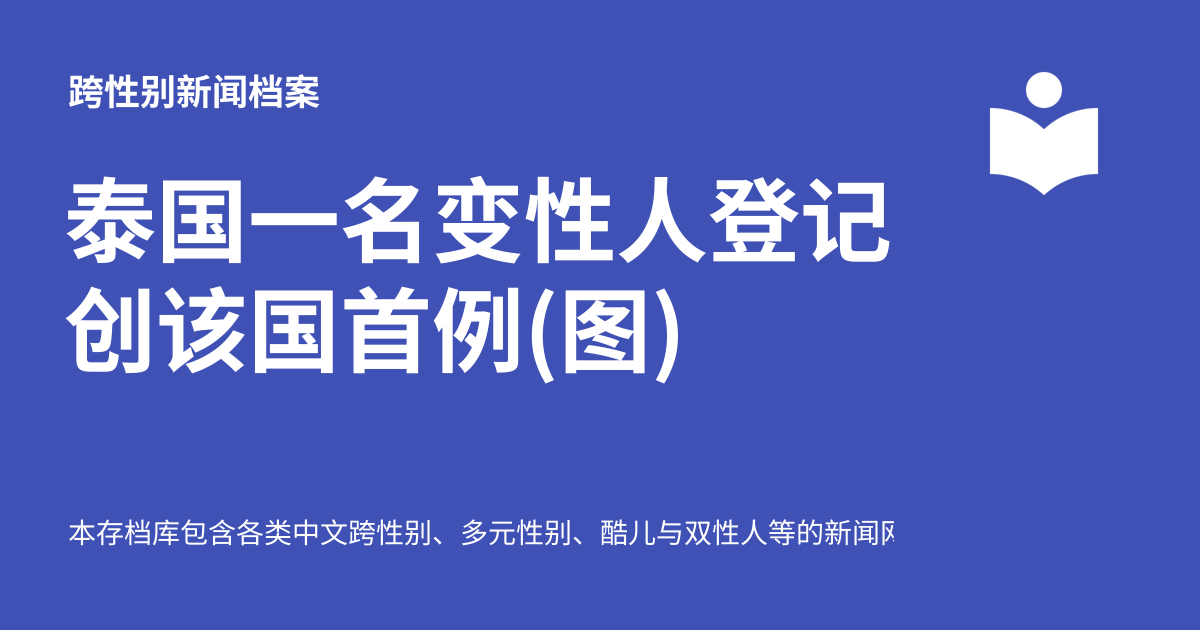 跨性别新闻档案
泰国一名变性人登记
创该国首例(图)
本存档库包含各类中文跨性别、多元性别、酷儿与双性人等的新闻